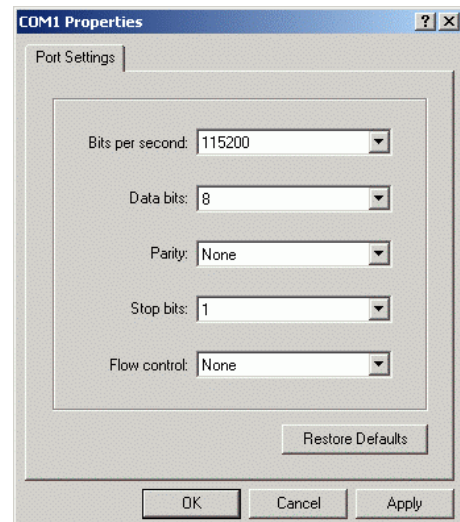 COM1 Properties
Port Settings
Bits per second: 115200
Data bits: 8
Parity: None
Stop bits: 1
Flow control: None
Restore Defaults
OK Cancel Apply